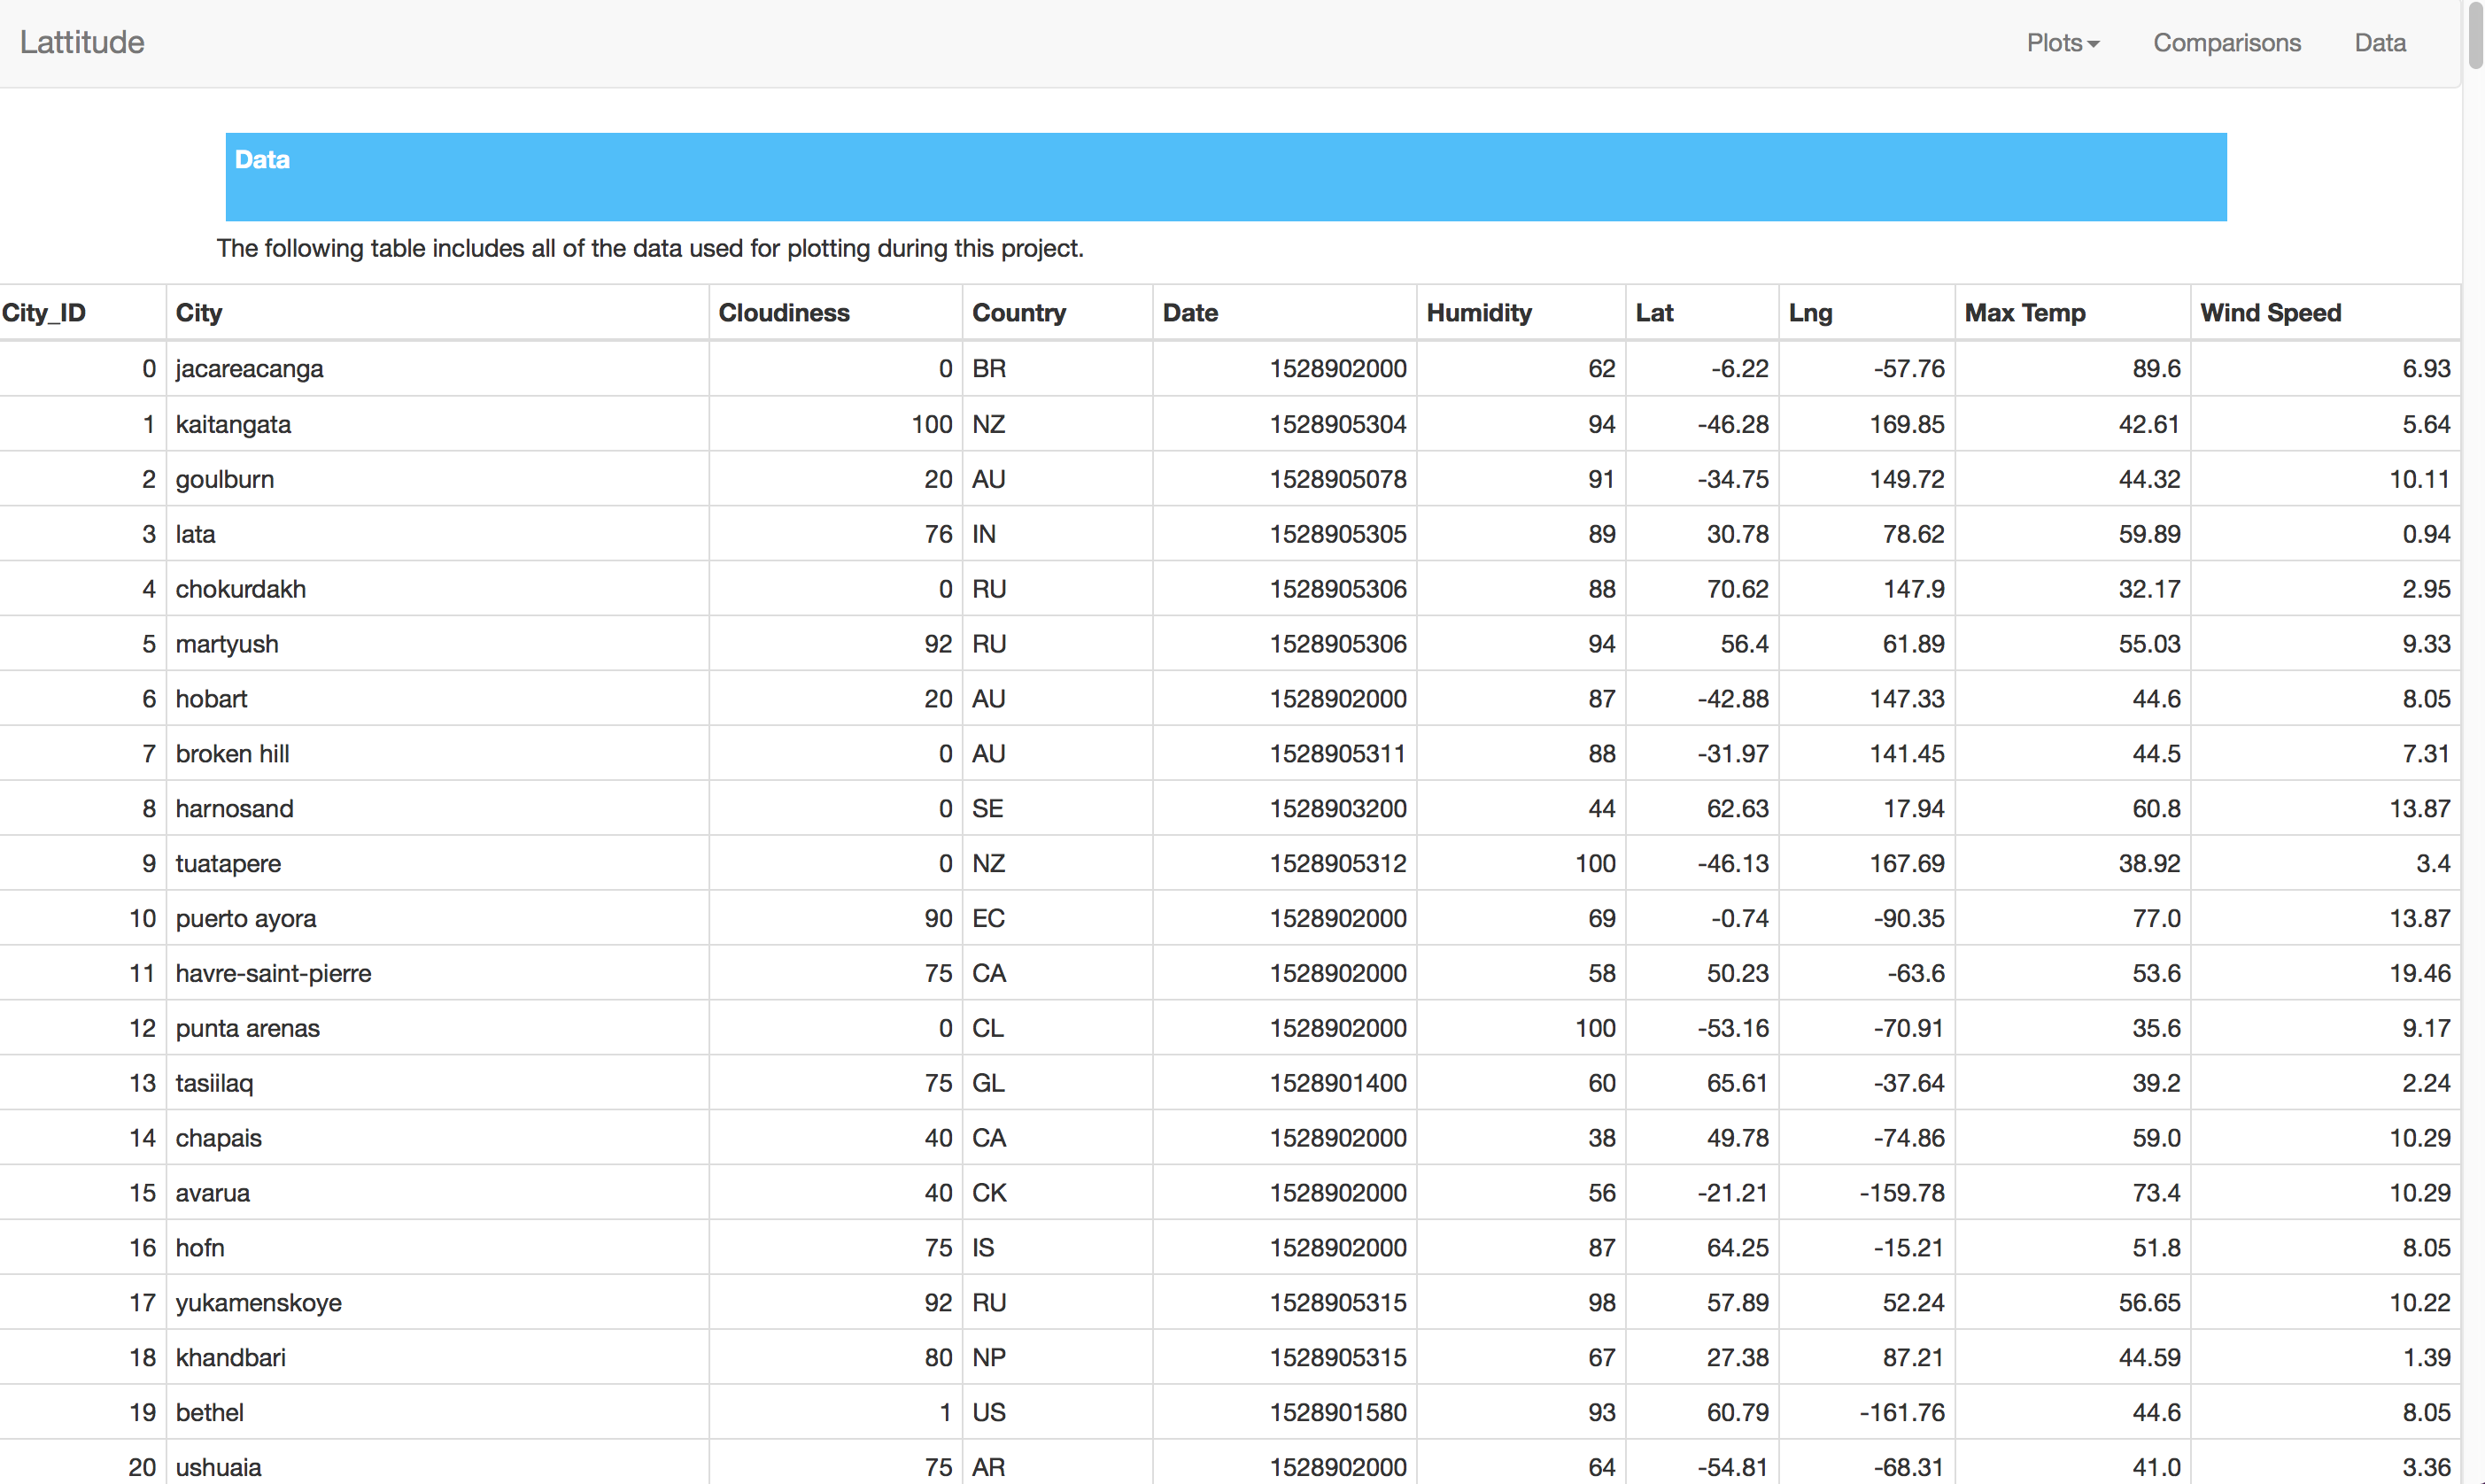 Lattitude Plots Comparisons Data
Data
The following table includes all of the data used for plotting during this project.
City_ID City Cloudiness Country Date Humidity Lat Lng Max Temp Wind Speed
0 jacareacanga 0 BR 1528902000 62 -6.22 -57.76 89.6 6.93
1 kaitangata 100 NZ 1528905304 94 -46.28 169.85 42.61 5.64
2 goulburn 20 AU 1528905078 91 -34.75 149.72 44.32 10.11
3 lata 76 IN 1528905305 89 30.78 78.62 59.89 0.94
4 chokurdakh 0 RU 1528905306 88 70.62 147.9 32.17 2.95
5 martyush 92 RU 1528905306 94 56.4 61.89 55.03 9.33
6 hobart 20 AU 1528902000 87 -42.88 147.33 44.6 8.05
7 broken hill 0 AU 1528905311 88 -31.97 141.45 44.5 7.31
8 harnosand 0 SE 1528903200 44 62.63 17.94 60.8 13.87
9 tuatapere 0 NZ 1528905312 100 -46.13 167.69 38.92 3.4
10 puerto ayora 90 EC 1528902000 69 -0.74 -90.35 77.0 13.87
11 havre-saint-pierre 75 CA 1528902000 58 50.23 -63.6 53.6 19.46
12 punta arenas 0 CL 1528902000 100 -53.16 -70.91 35.6 9.17
13 tasiilaq 75 GL 1528901400 60 65.61 -37.64 39.2 2.24
14 chapais 40 CA 1528902000 38 49.78 -74.86 59.0 10.29
15 avarua 40 CK 1528902000 56 -21.21 -159.78 73.4 10.29
16 hofn 75 IS 1528902000 87 64.25 -15.21 51.8 8.05
17 yukamenskoye 92 RU 1528905315 98 57.89 52.24 56.65 10.22
18 khandbari 80 NP 1528905315 67 27.38 87.21 44.59 1.39
19 bethel 1 US 1528901580 93 60.79 -161.76 44.6 8.05
20 ushuaia 75 AR 1528902000 64 -54.81 -68.31 41.0 3.36